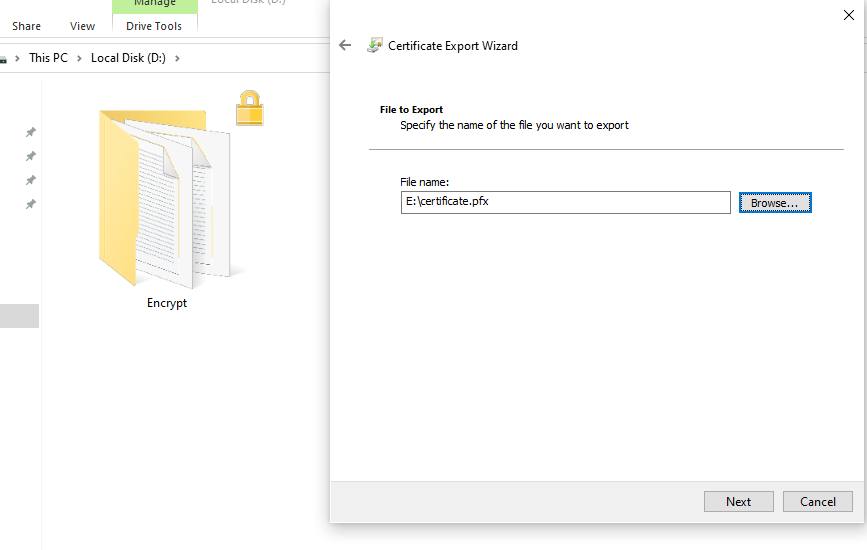 Manage
Local Disk (D:)
Share View Drive Tools
This PC > Local Disk (D:) >
Encrypt
Certificate Export Wizard
File to Export
Specify the name of the file you want to export
File name:
E:\certificate.pfx
Browse...
Next Cancel